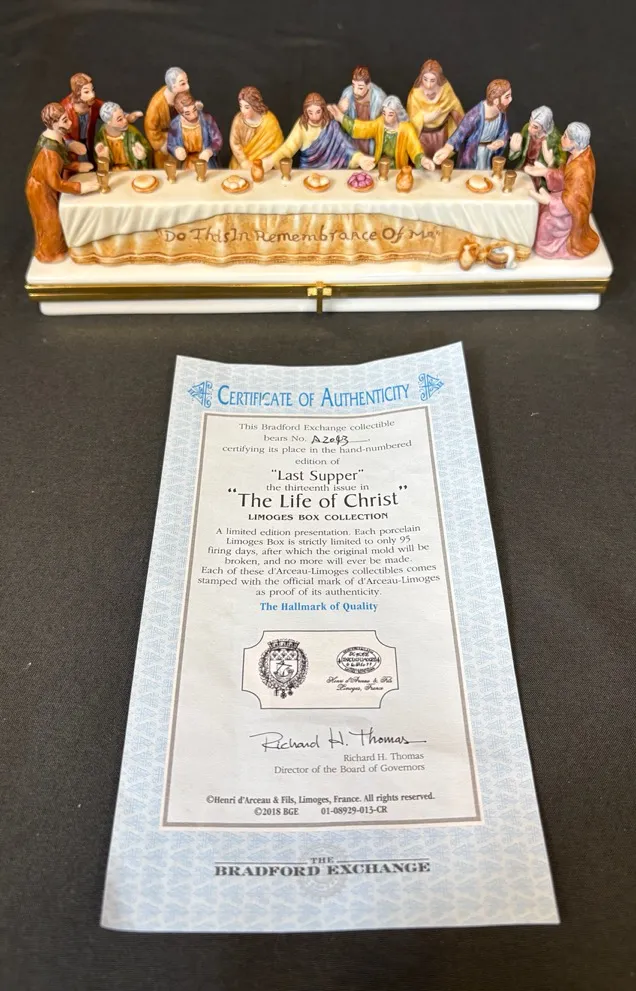 "Do This In Remembrance Of Me"
CERTIFICATE OF AUTHENTICITY
This Bradford Exchange collectible
bears No. A2043,
certifying its place in the hand-numbered
edition of
"Last Supper"
the thirteenth issue in
"The Life of Christ"
LIMOGES BOX COLLECTION
A limited edition presentation. Each porcelain
Limoges Box is strictly limited to only 95
firing days, after which the original mold will be
broken, and no more will ever be made.
Each of these d'Arceau-Limoges collectibles comes
stamped with the official mark of d'Arceau-Limoges
as proof of its authenticity.
The Hallmark of Quality
Henri d'Arceau & Fils
Limoges, France
Richard H. Thomas
Richard H. Thomas
Director of the Board of Governors
©Henri d'Arceau & Fils, Limoges, France. All rights reserved.
©2018 BGE 01-08929-013-CR
THE
BRADFORD EXCHANGE